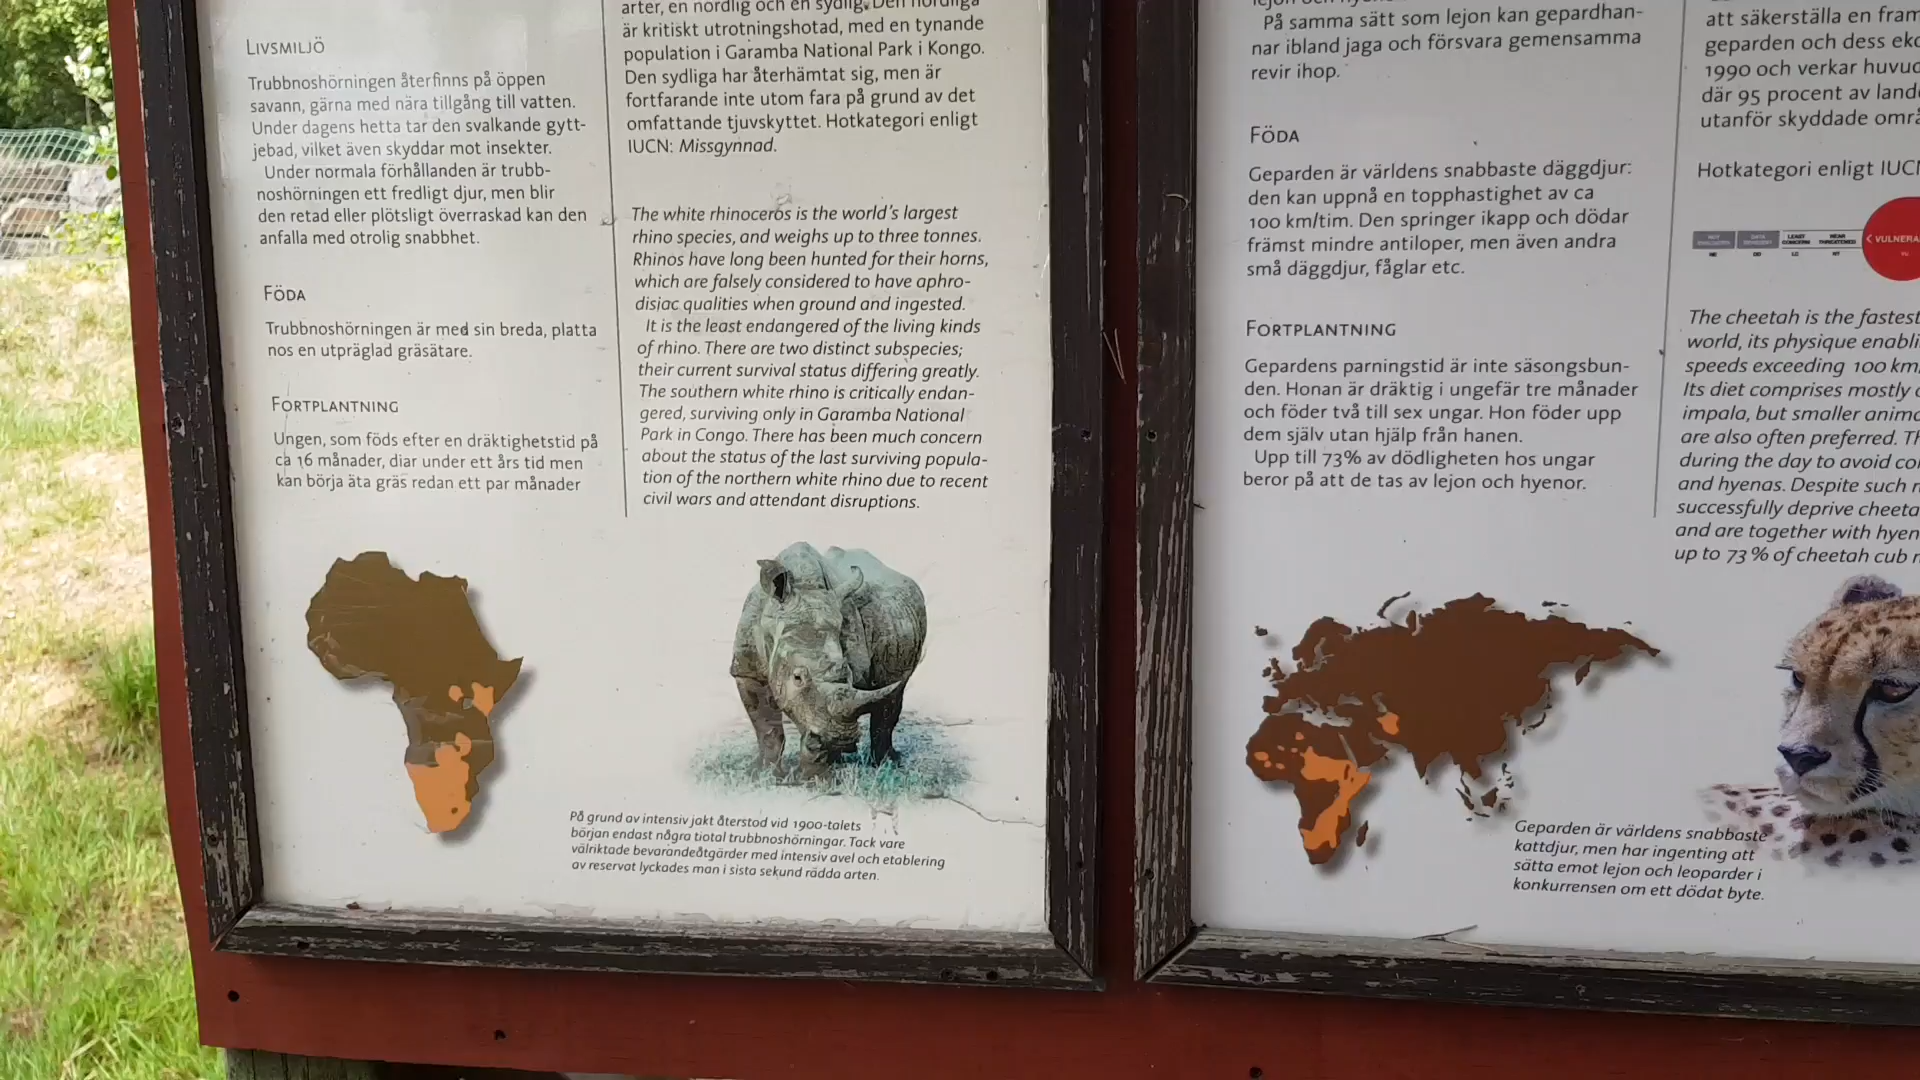 LIVSMILJÖ
Trubbnoshörningen återfinns på öppen
savann, gärna med nära tillgång till vatten.
Under dagens hetta tar den svalkande gytt-
jebad, vilket även skyddar mot insekter.
Under normala förhållanden är trubb-
noshörningen ett fredligt djur, men blir
den retad eller plötsligt överraskad kan den
anfalla med otrolig snabbhet.
FÖDA
Trubbnoshörningen är med sin breda, platta
nos en utpräglad gräsätare.
FORTPLANTNING
Ungen, som föds efter en dräktighetstid på
ca 16 månader, diar under ett års tid men
kan börja äta gräs redan ett par månader
arter, en nordlig och en sydlig. Den nordliga
är kritiskt utrotningshotad, med en tynande
population i Garamba National Park i Kongo.
Den sydliga har återhämtat sig, men är
fortfarande inte utom fara på grund av det
omfattande tjuvskyttet. Hotkategori enligt
IUCN: Missgynnad.
The white rhinoceros is the world's largest
rhino species, and weighs up to three tonnes.
Rhinos have long been hunted for their horns,
which are falsely considered to have aphro-
disiac qualities when ground and ingested.
It is the least endangered of the living kinds
of rhino. There are two distinct subspecies;
their current survival status differing greatly.
The southern white rhino is critically endan-
gered, surviving only in Garamba National
Park in Congo. There has been much concern
about the status of the last surviving popula-
tion of the northern white rhino due to recent
civil wars and attendant disruptions.
På grund av intensiv jakt återstod vid 1900-talets
början endast några tiotal trubbnoshörningar. Tack vare
välriktade bevarandeåtgärder med intensiv avel och etablering
av reservat lyckades man i sista sekund rädda arten.
På samma sätt som lejon kan gepardhan-
nar ibland jaga och försvara gemensamma
revir ihop.
FÖDA
Geparden är världens snabbaste däggdjur:
den kan uppnå en topphastighet av ca
100 km/tim. Den springer ikapp och dödar
främst mindre antiloper, men även andra
små däggdjur, fåglar etc.
FORTPLANTNING
Gepardens parningstid är inte säsongsbun-
den. Honan är dräktig i ungefär tre månader
och föder två till sex ungar. Hon föder upp
dem själv utan hjälp från hanen.
Upp till 73% av dödligheten hos ungar
beror på att de tas av lejon och hyenor.
att säkerställa en fram
geparden och dess eko
1990 och verkar huvud
där 95 procent av land
utanför skyddade områ
Hotkategori enligt IUCN
NOT EVALUATED DATA DEFICIENT LEAST CONCERN NEAR THREATENED < VULNERA
NE DD LC NT VU
The cheetah is the fastest
world, its physique enabli
speeds exceeding 100 km
Its diet comprises mostly
impala, but smaller anima
are also often preferred. Th
during the day to avoid co
and hyenas. Despite such
successfully deprive cheeta
and are together with hyen
up to 73 % of cheetah cub
Geparden är världens snabbaste
kattdjur, men har ingenting att
sätta emot lejon och leoparder i
konkurrensen om ett dödat byte.